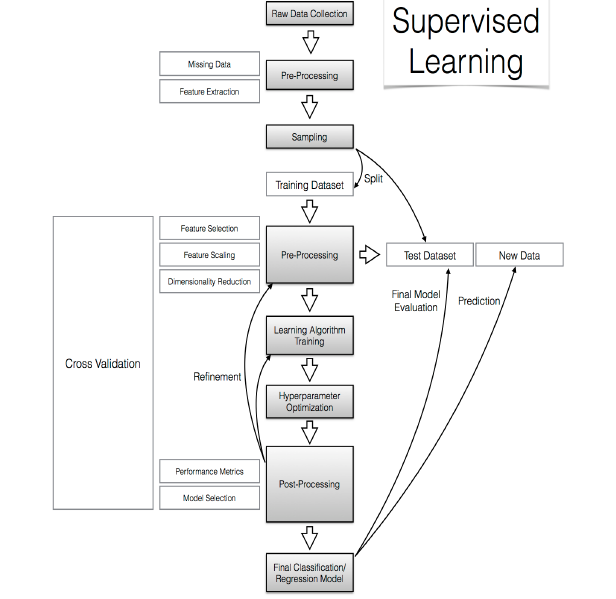 Supervised
Learning
Raw Data Collection
Missing Data
Pre-Processing
Feature Extraction
Sampling
Split
Training Dataset
Feature Selection
Feature Scaling
Pre-Processing
Test Dataset
New Data
Dimensionality Reduction
Final Model
Evaluation
Prediction
Learning Algorithm
Training
Cross Validation
Refinement
Hyperparameter
Optimization
Performance Metrics
Post-Processing
Model Selection
Final Classification/
Regression Model